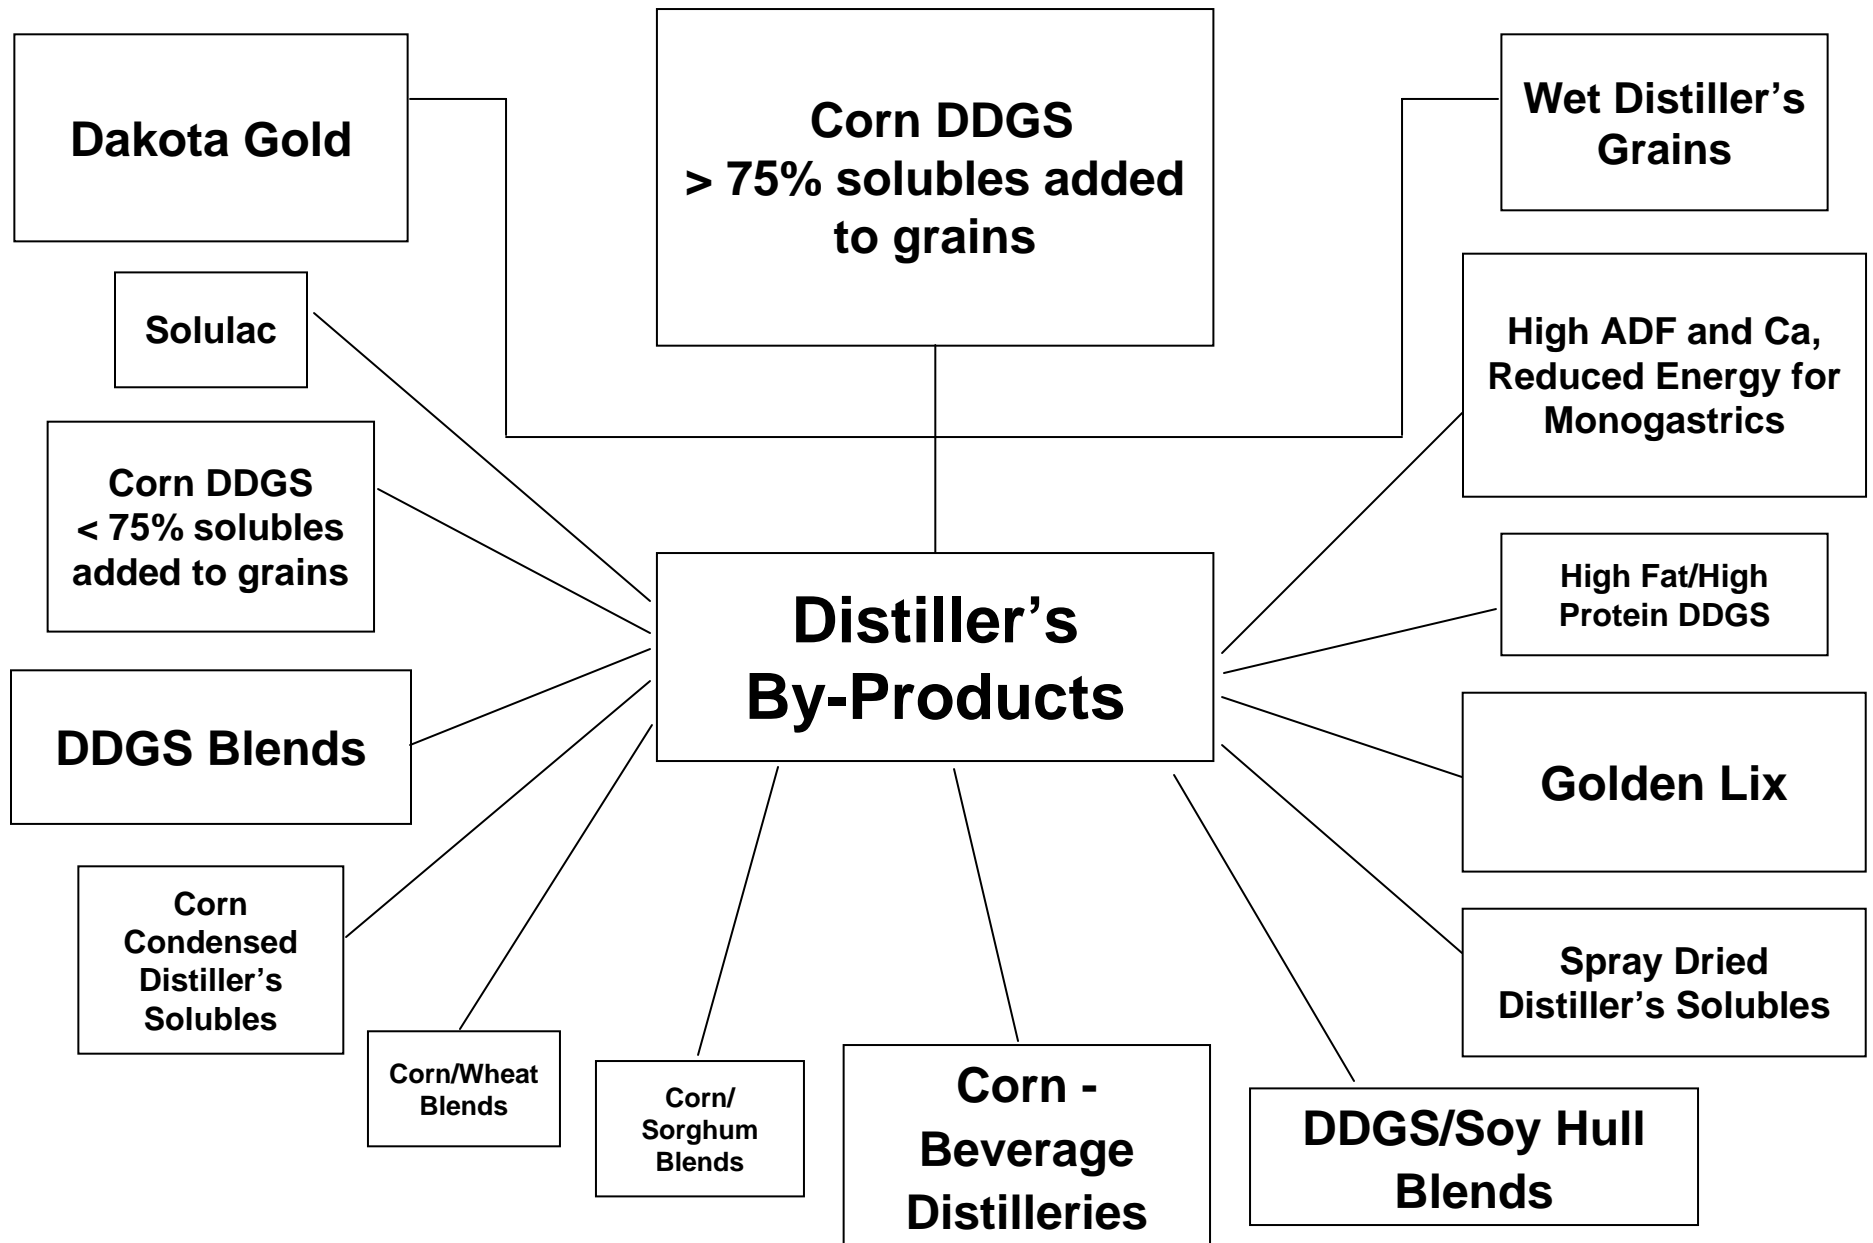 Dakota Gold
Corn DDGS
> 75% solubles added
to grains
Wet Distiller’s
Grains
Solulac
High ADF and Ca,
Reduced Energy for
Monogastrics
Corn DDGS
< 75% solubles
added to grains
High Fat/High
Protein DDGS
Distiller’s
By-Products
DDGS Blends
Golden Lix
Corn
Condensed
Distiller’s
Solubles
Spray Dried
Distiller’s Solubles
Corn/Wheat
Blends
Corn/
Sorghum
Blends
Corn -
Beverage
Distilleries
DDGS/Soy Hull
Blends